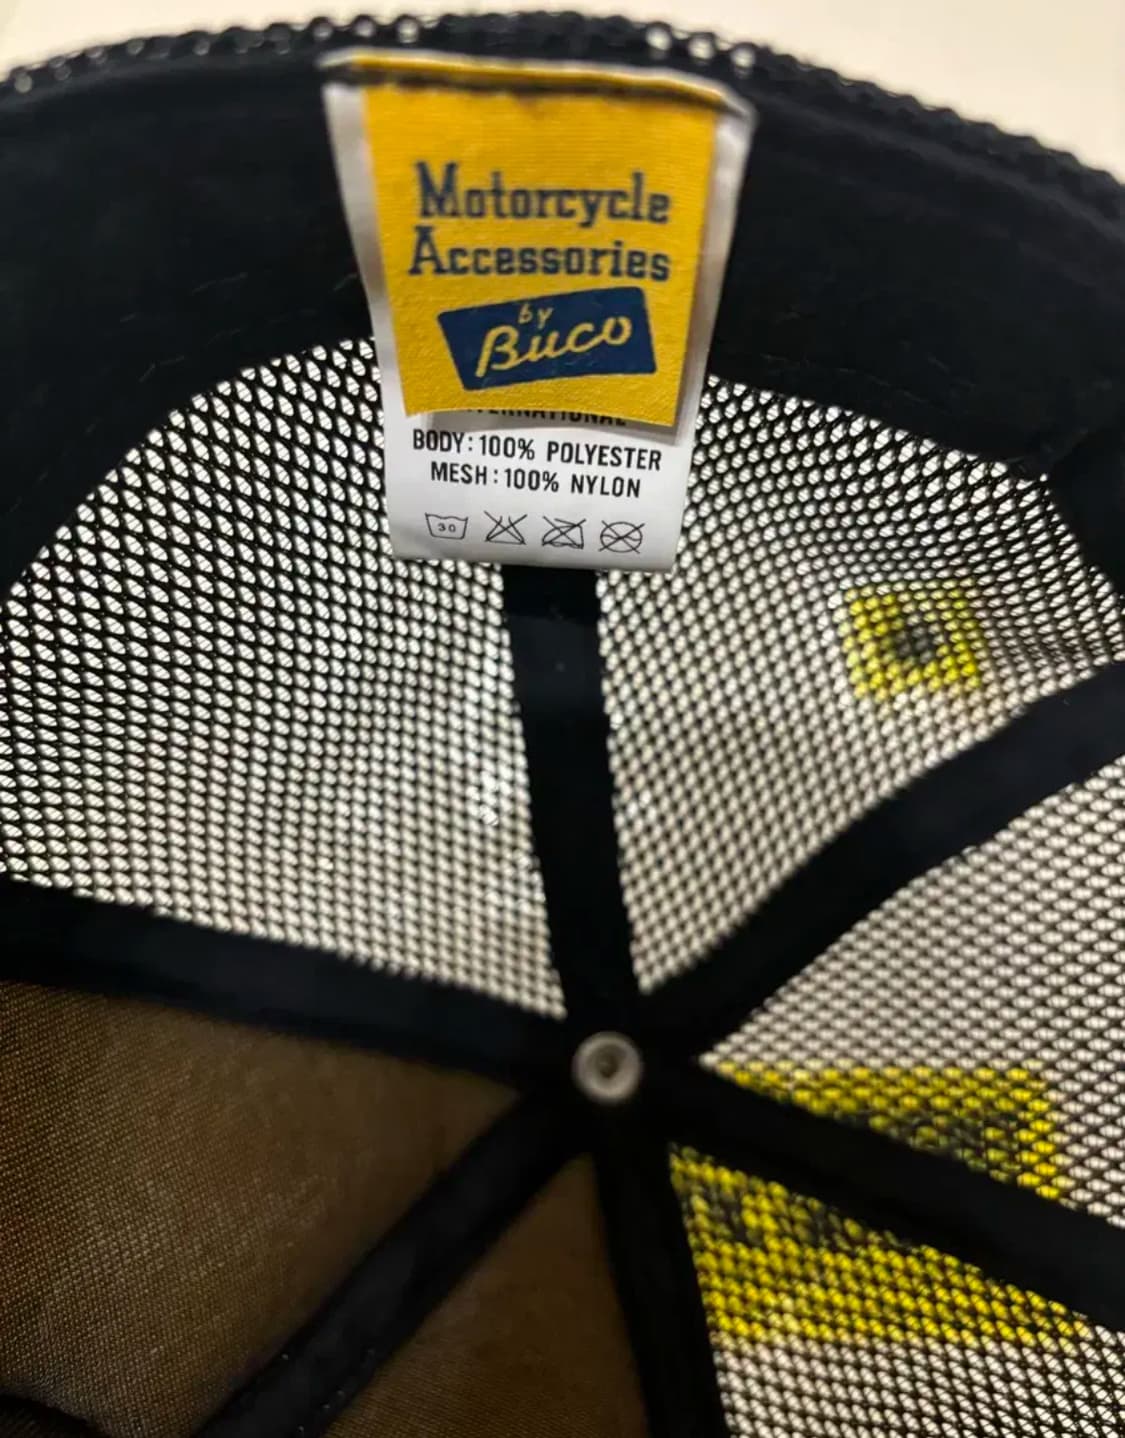 Motorcycle
Accessories
by
Buco
BODY: 100% POLYESTER
MESH: 100% NYLON
30